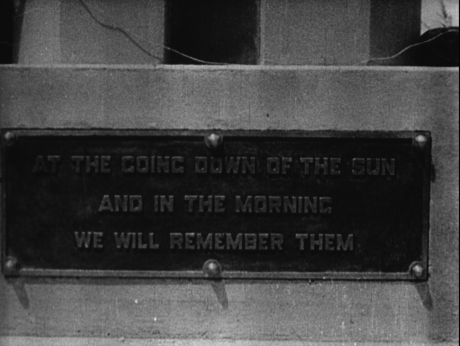 AT THE GOING DOWN OF THE SUN
AND IN THE MORNING
WE WILL REMEMBER THEM